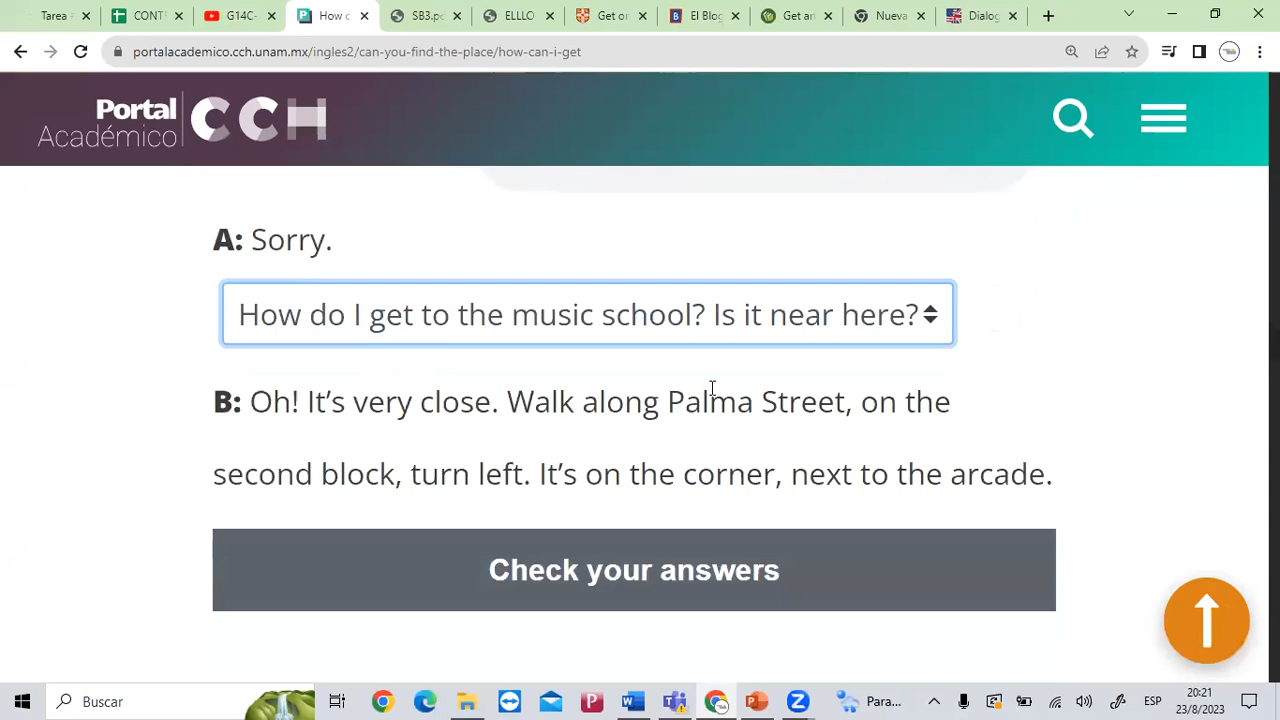 Tarea #
CONT
G14C-
How c
SB3.pc
ELLLO
Get or
El Blog
Get ar
Nueva
Dialog
portalacademico.cch.unam.mx/ingles2/can-you-find-the-place/how-can-i-get
Portal
Académico
CCH
A: Sorry.
How do I get to the music school? Is it near here?
B: Oh! It’s very close. Walk along Palma Street, on the
second block, turn left. It’s on the corner, next to the arcade.
Check your answers
Buscar
Para...
ESP
20:21
23/8/2023